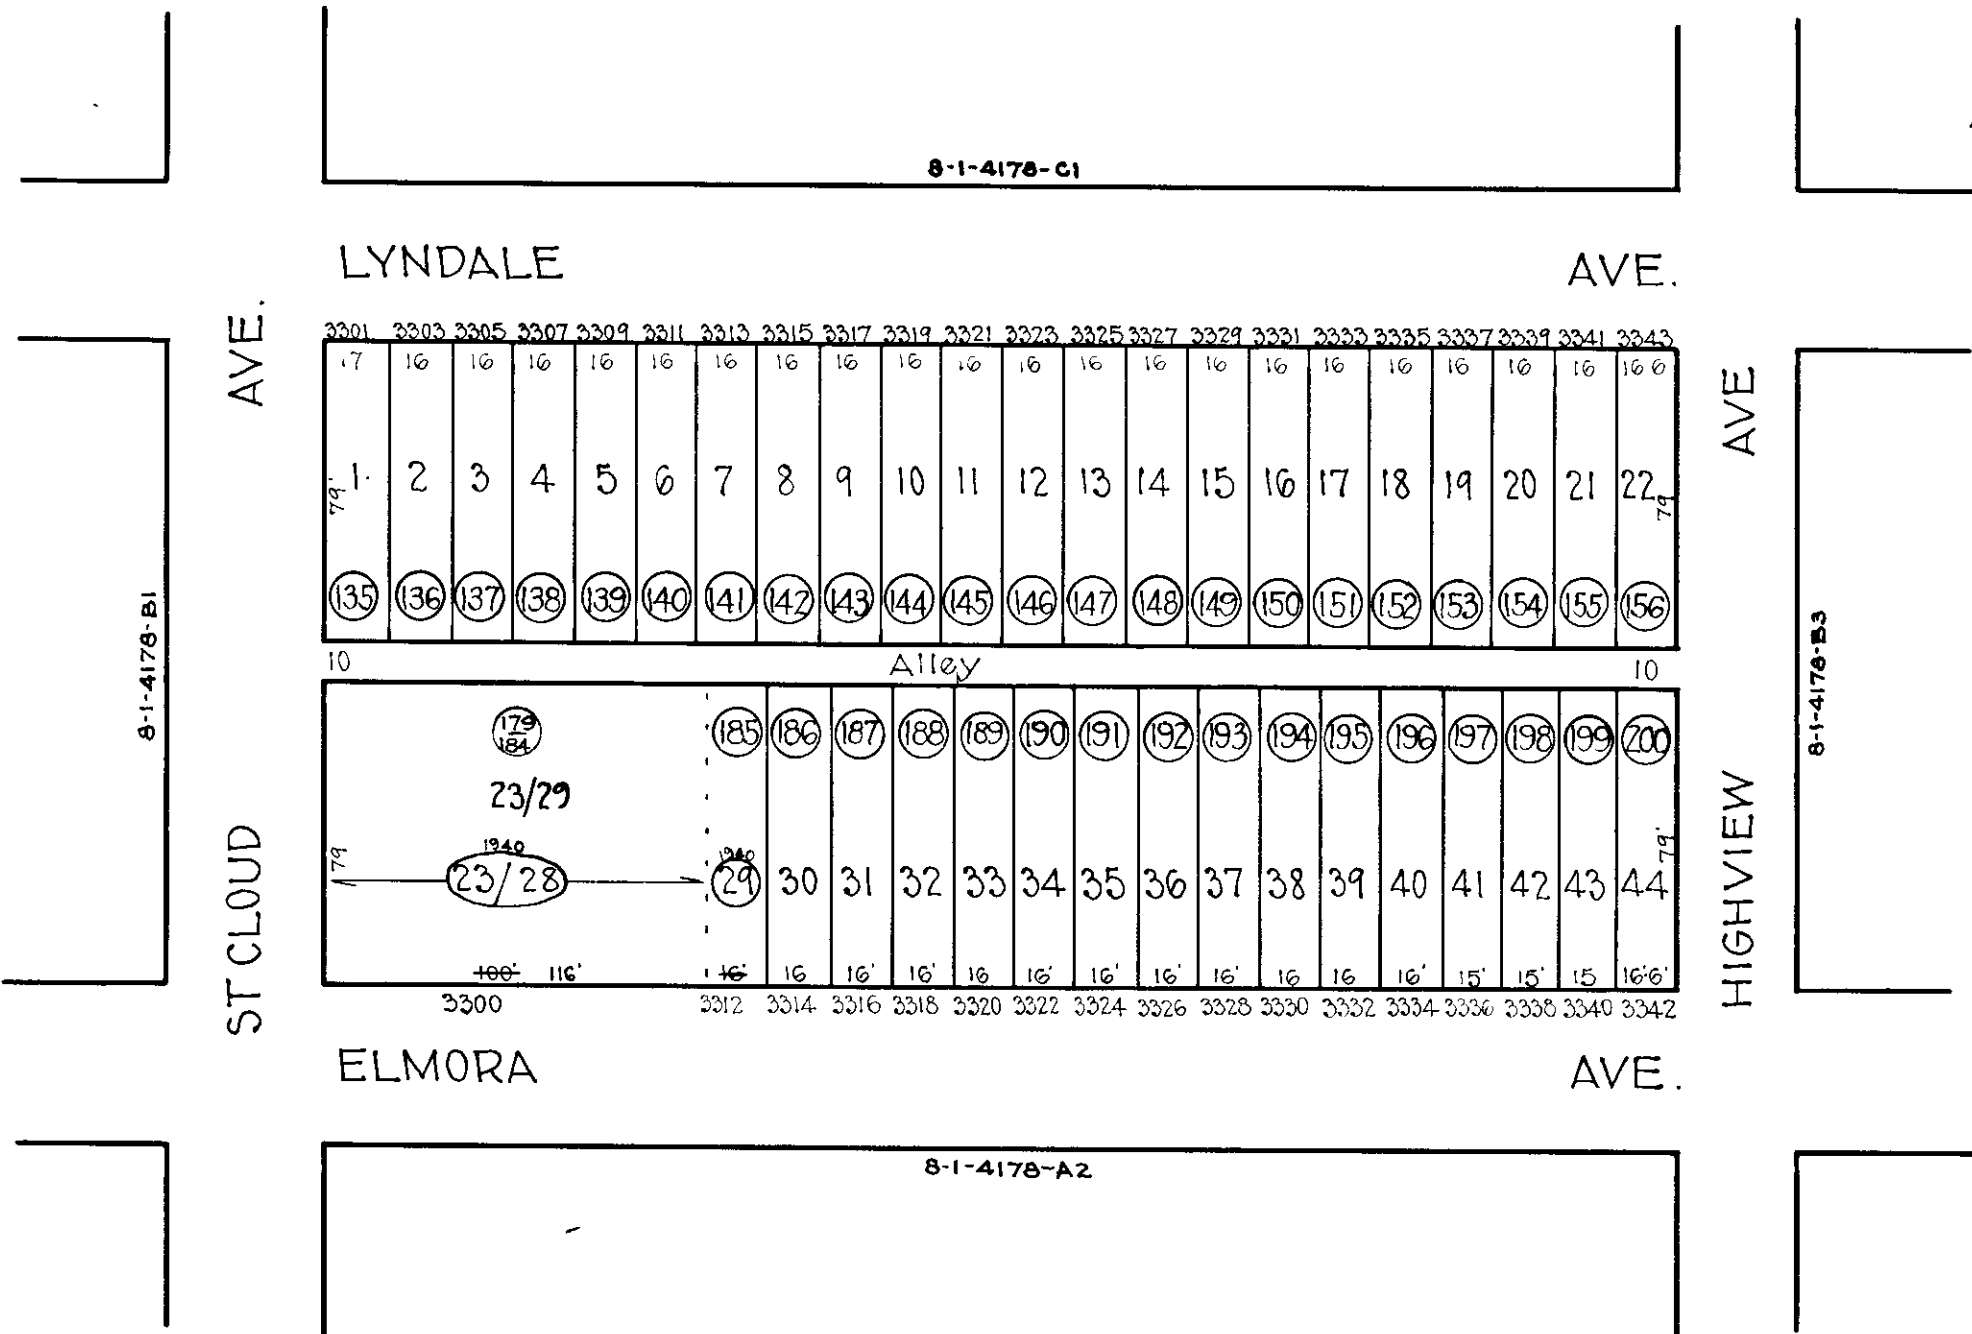 8-1-4178-C1
LYNDALE AVE.
3301 3303 3305 3307 3309 3311 3313 3315 3317 3319 3321 3323 3325 3327 3329 3331 3333 3335 3337 3339 3341 3343
17 16 16 16 16 16 16 16 16 16 16 16 16 16 16 16 16 16 16 16 16 16 6
1 2 3 4 5 6 7 8 9 10 11 12 13 14 15 16 17 18 19 20 21 22
79' 79
135 136 137 138 139 140 141 142 143 144 145 146 147 148 149 150 151 152 153 154 155 156
10 Alley 10
179 185 186 187 188 189 190 191 192 193 194 195 196 197 198 199 200
184
23/29
1940 1940
79 23/28 29 30 31 32 33 34 35 36 37 38 39 40 41 42 43 44 79'
100' 116' 16' 16 16' 16' 16 16' 16' 16' 16' 16 16 16' 15' 15' 15 16'6'
3300 3312 3314 3316 3318 3320 3322 3324 3326 3328 3330 3332 3334 3336 3338 3340 3342
ELMORA AVE.
8-1-4178-A2
8-1-4178-B1
ST CLOUD AVE.
HIGHVIEW AVE
8-1-4178-B3